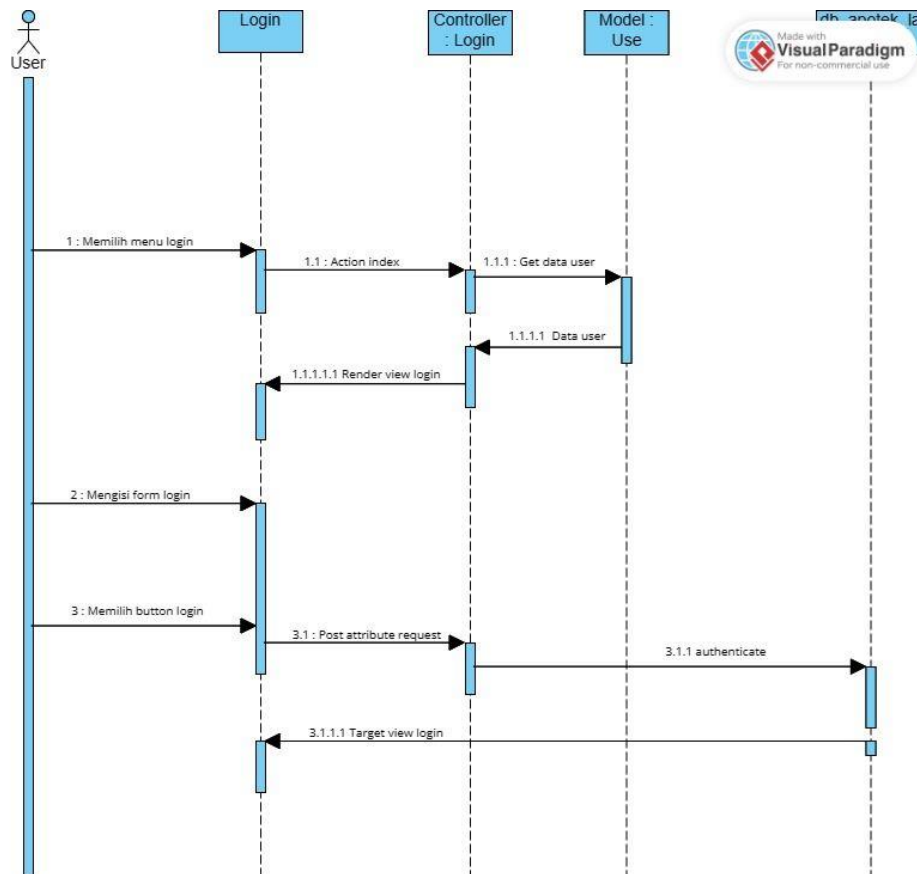 User
Login
Controller
: Login
Model :
Use
db_apotek_la
Made with
VisualParadigm
For non-commercial use
1 : Memilih menu login
1.1 : Action index
1.1.1 : Get data user
1.1.1.1 Data user
1.1.1.1.1 Render view login
2 : Mengisi form login
3 : Memilih button login
3.1 : Post attribute request
3.1.1 authenticate
3.1.1.1 Target view login